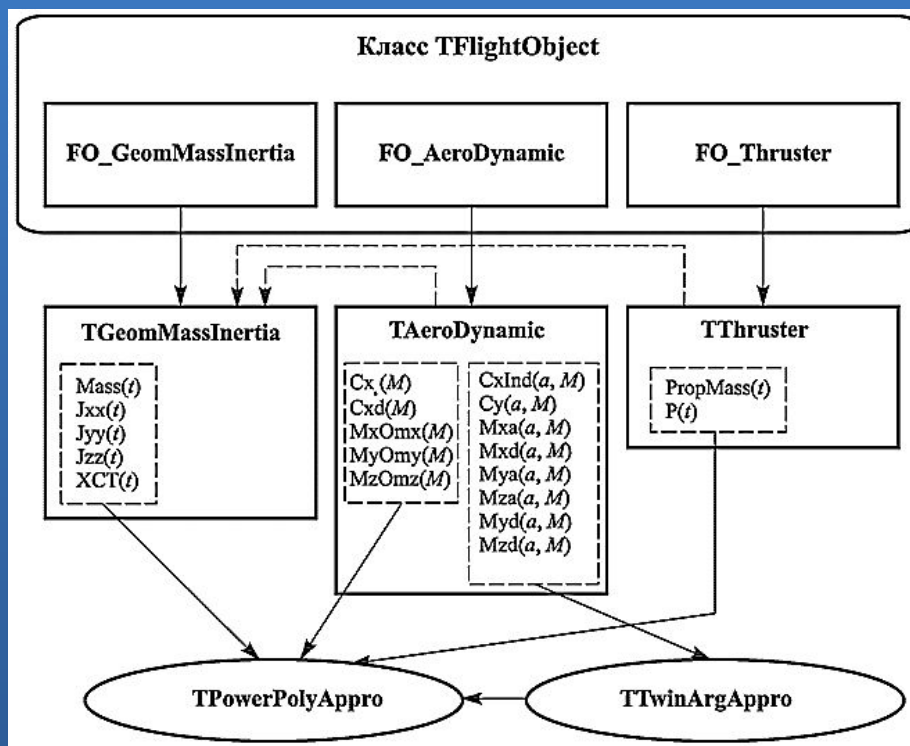 Класс TFlightObject
FO_GeomMassInertia
FO_AeroDynamic
FO_Thruster
TGeomMassInertia
Mass(t)
Jxx(t)
Jyy(t)
Jzz(t)
XCT(t)
TAeroDynamic
Cx(M)
Cxd(M)
MxOmx(M)
MyOmy(M)
MzOmz(M)
CxInd(a, M)
Cy(a, M)
Mxa(a, M)
Mxd(a, M)
Mya(a, M)
Mza(a, M)
Myd(a, M)
Mzd(a, M)
TThruster
PropMass(t)
P(t)
TPowerPolyAppro
TTwinArgAppro